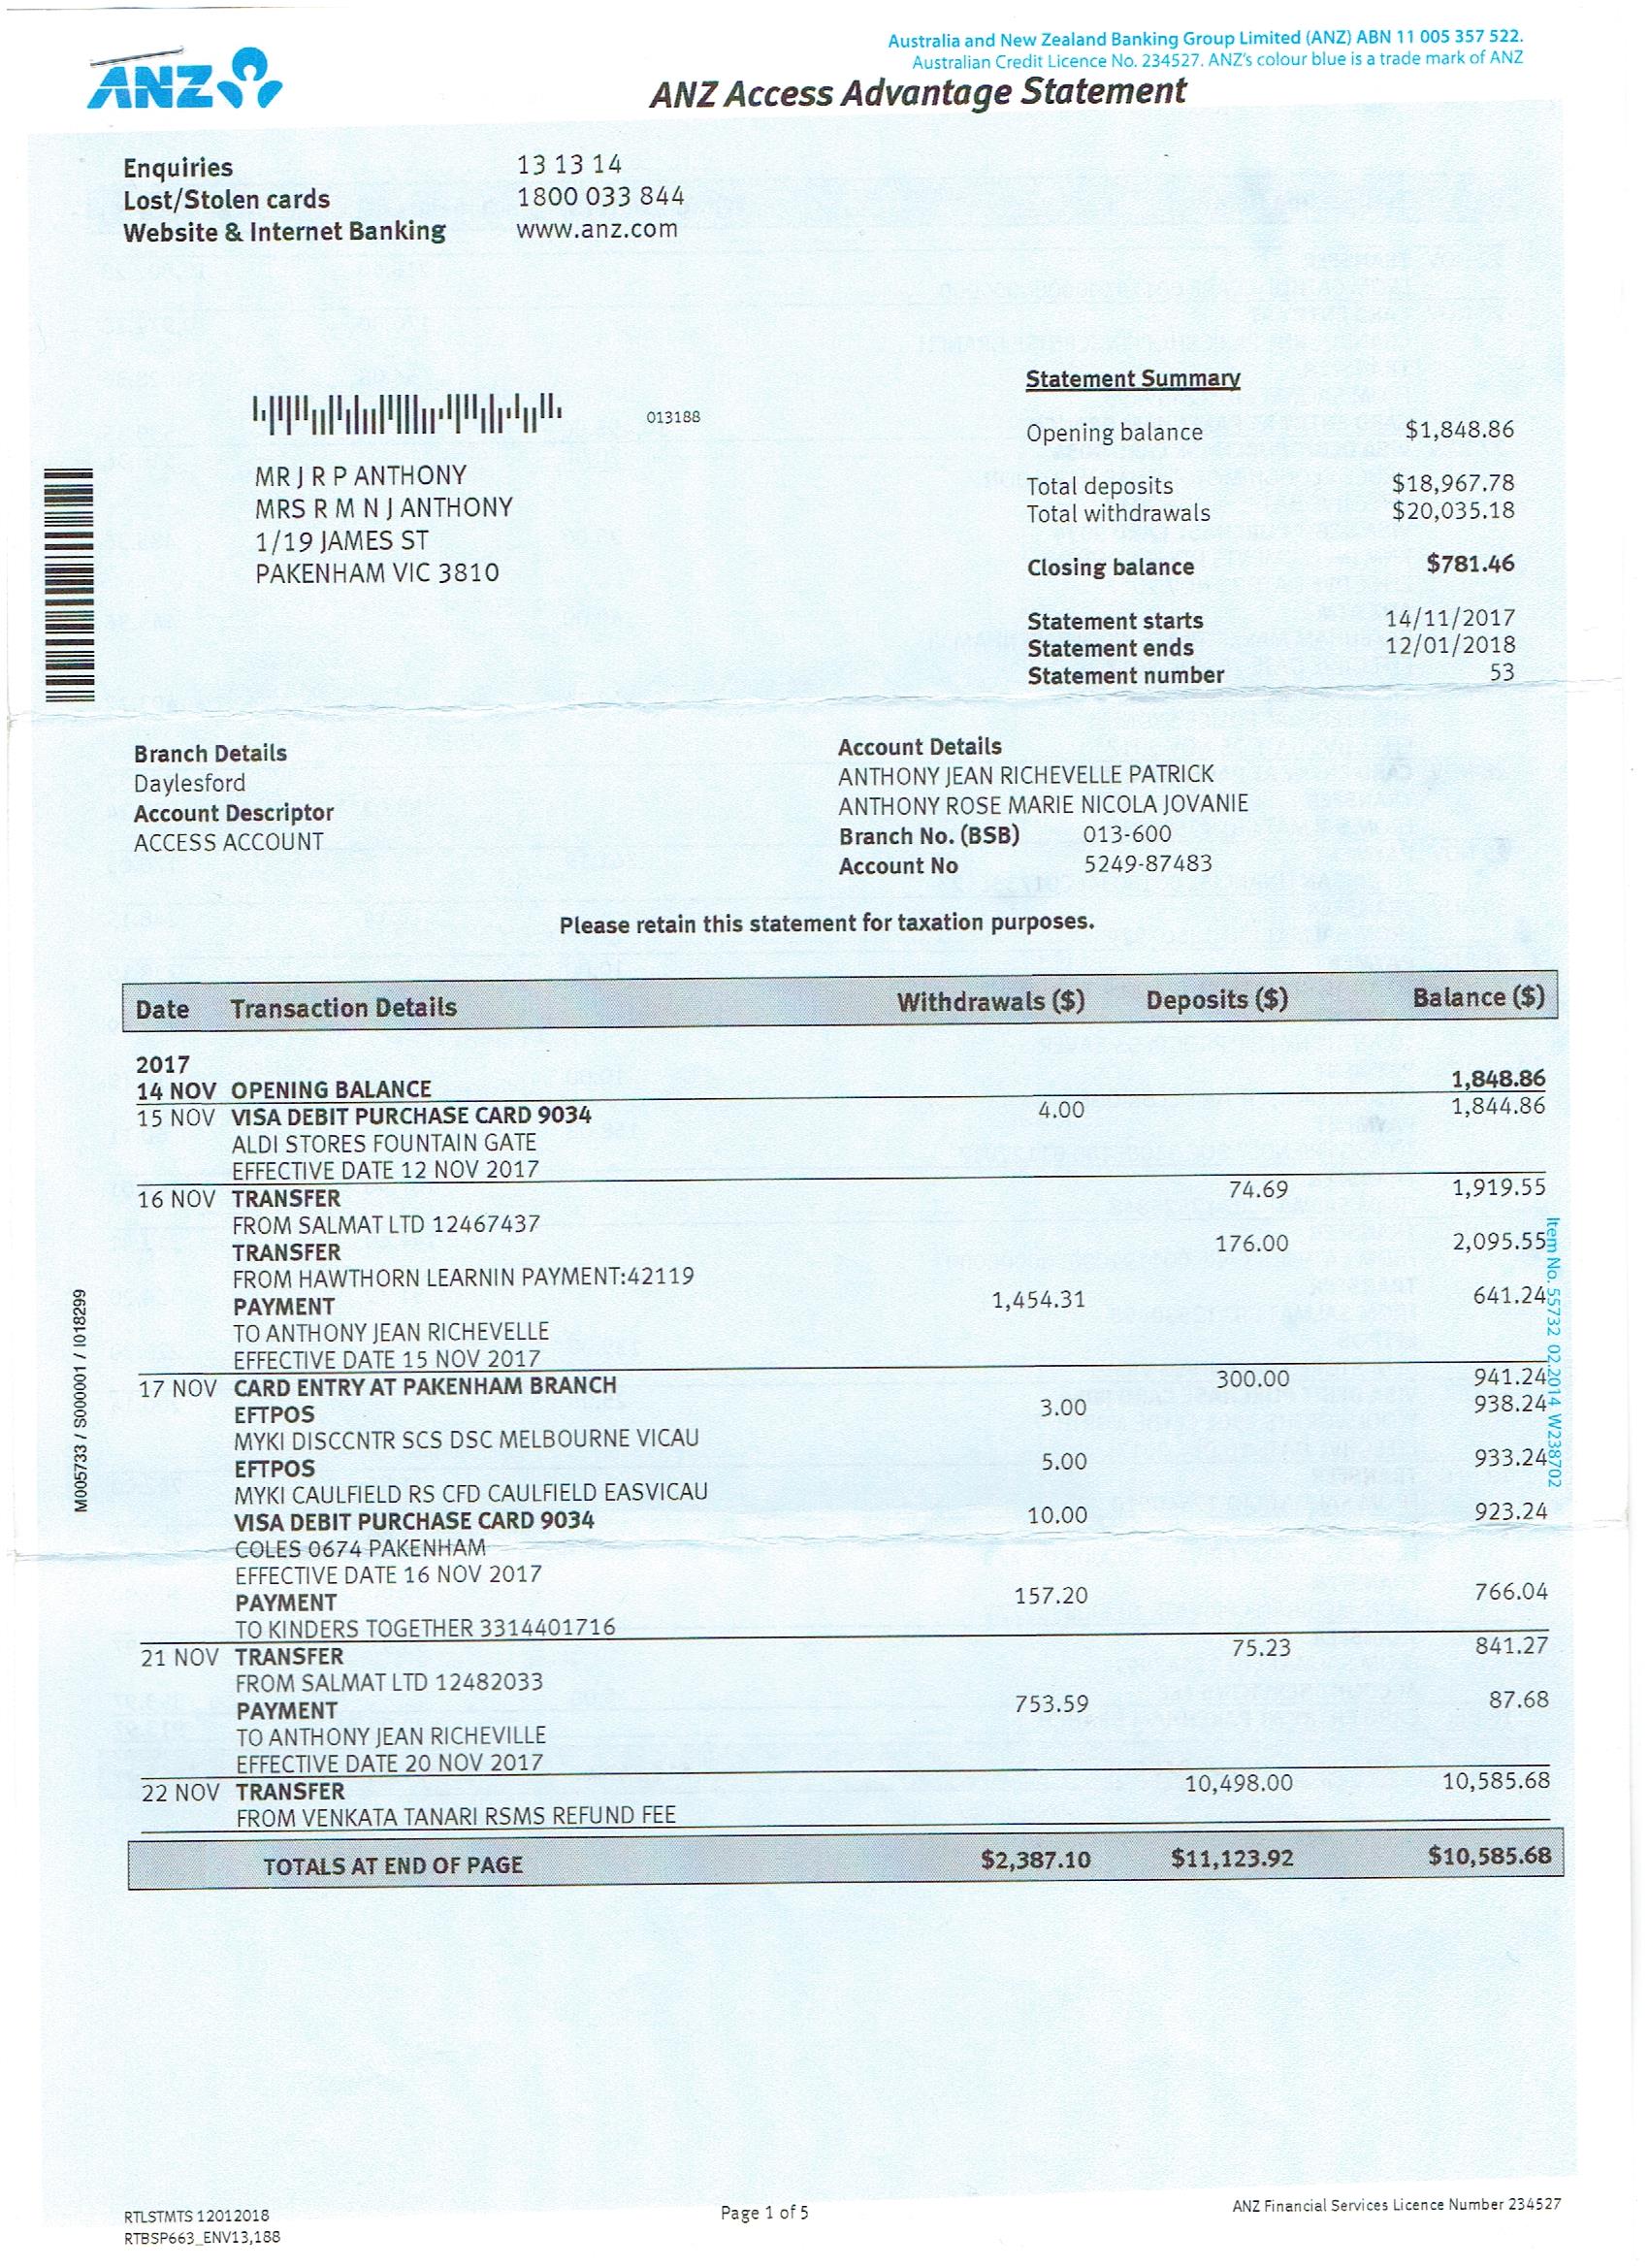 ANZ
Australia and New Zealand Banking Group Limited (ANZ) ABN 11 005 357 522.
Australian Credit Licence No. 234527. ANZ's colour blue is a trade mark of ANZ
ANZ Access Advantage Statement
Enquiries 13 13 14
Lost/Stolen cards 1800 033 844
Website & Internet Banking www.anz.com
013188
MR J R P ANTHONY
MRS R M N J ANTHONY
1/19 JAMES ST
PAKENHAM VIC 3810
Statement Summary
Opening balance $1,848.86
Total deposits $18,967.78
Total withdrawals $20,035.18
Closing balance $781.46
Statement starts 14/11/2017
Statement ends 12/01/2018
Statement number 53
Branch Details
Daylesford
Account Descriptor
ACCESS ACCOUNT
Account Details
ANTHONY JEAN RICHEVELLE PATRICK
ANTHONY ROSE MARIE NICOLA JOVANIE
Branch No. (BSB) 013-600
Account No 5249-87483
Please retain this statement for taxation purposes.
Date Transaction Details Withdrawals ($) Deposits ($) Balance ($)
2017
14 NOV OPENING BALANCE 1,848.86
15 NOV VISA DEBIT PURCHASE CARD 9034 4.00 1,844.86
ALDI STORES FOUNTAIN GATE
EFFECTIVE DATE 12 NOV 2017
16 NOV TRANSFER 74.69 1,919.55
FROM SALMAT LTD 12467437
TRANSFER 176.00 2,095.55
FROM HAWTHORN LEARNIN PAYMENT:42119
PAYMENT 1,454.31 641.24
TO ANTHONY JEAN RICHEVELLE
EFFECTIVE DATE 15 NOV 2017
17 NOV CARD ENTRY AT PAKENHAM BRANCH 300.00 941.24
EFTPOS 3.00 938.24
MYKI DISCCNTR SCS DSC MELBOURNE VICAU
EFTPOS 5.00 933.24
MYKI CAULFIELD RS CFD CAULFIELD EASVICAU
VISA DEBIT PURCHASE CARD 9034 10.00 923.24
COLES 0674 PAKENHAM
EFFECTIVE DATE 16 NOV 2017
PAYMENT 157.20 766.04
TO KINDERS TOGETHER 3314401716
21 NOV TRANSFER 75.23 841.27
FROM SALMAT LTD 12482033
PAYMENT 753.59 87.68
TO ANTHONY JEAN RICHEVILLE
EFFECTIVE DATE 20 NOV 2017
22 NOV TRANSFER 10,498.00 10,585.68
FROM VENKATA TANARI RSMS REFUND FEE
TOTALS AT END OF PAGE $2,387.10 $11,123.92 $10,585.68
M005733 / S000001 / I018299
Item No. 55732 02.2014 W238702
RTLSTMTS 12012018
RTBSP663_ENV13,188
Page 1 of 5
ANZ Financial Services Licence Number 234527